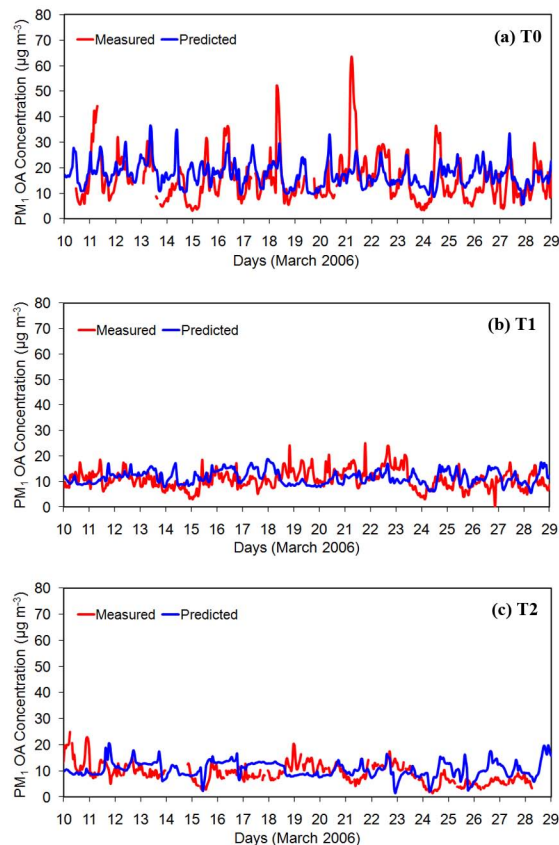 (a) T0
Measured Predicted
PM1 OA Concentration (µg m-3)
80
70
60
50
40
30
20
10
0
10 11 12 13 14 15 16 17 18 19 20 21 22 23 24 25 26 27 28 29
Days (March 2006)
(b) T1
Measured Predicted
PM1 OA Concentration (µg m-3)
80
70
60
50
40
30
20
10
0
10 11 12 13 14 15 16 17 18 19 20 21 22 23 24 25 26 27 28 29
Days (March 2006)
(c) T2
Measured Predicted
PM1 OA Concentration (µg m-3)
80
70
60
50
40
30
20
10
0
10 11 12 13 14 15 16 17 18 19 20 21 22 23 24 25 26 27 28 29
Days (March 2006)